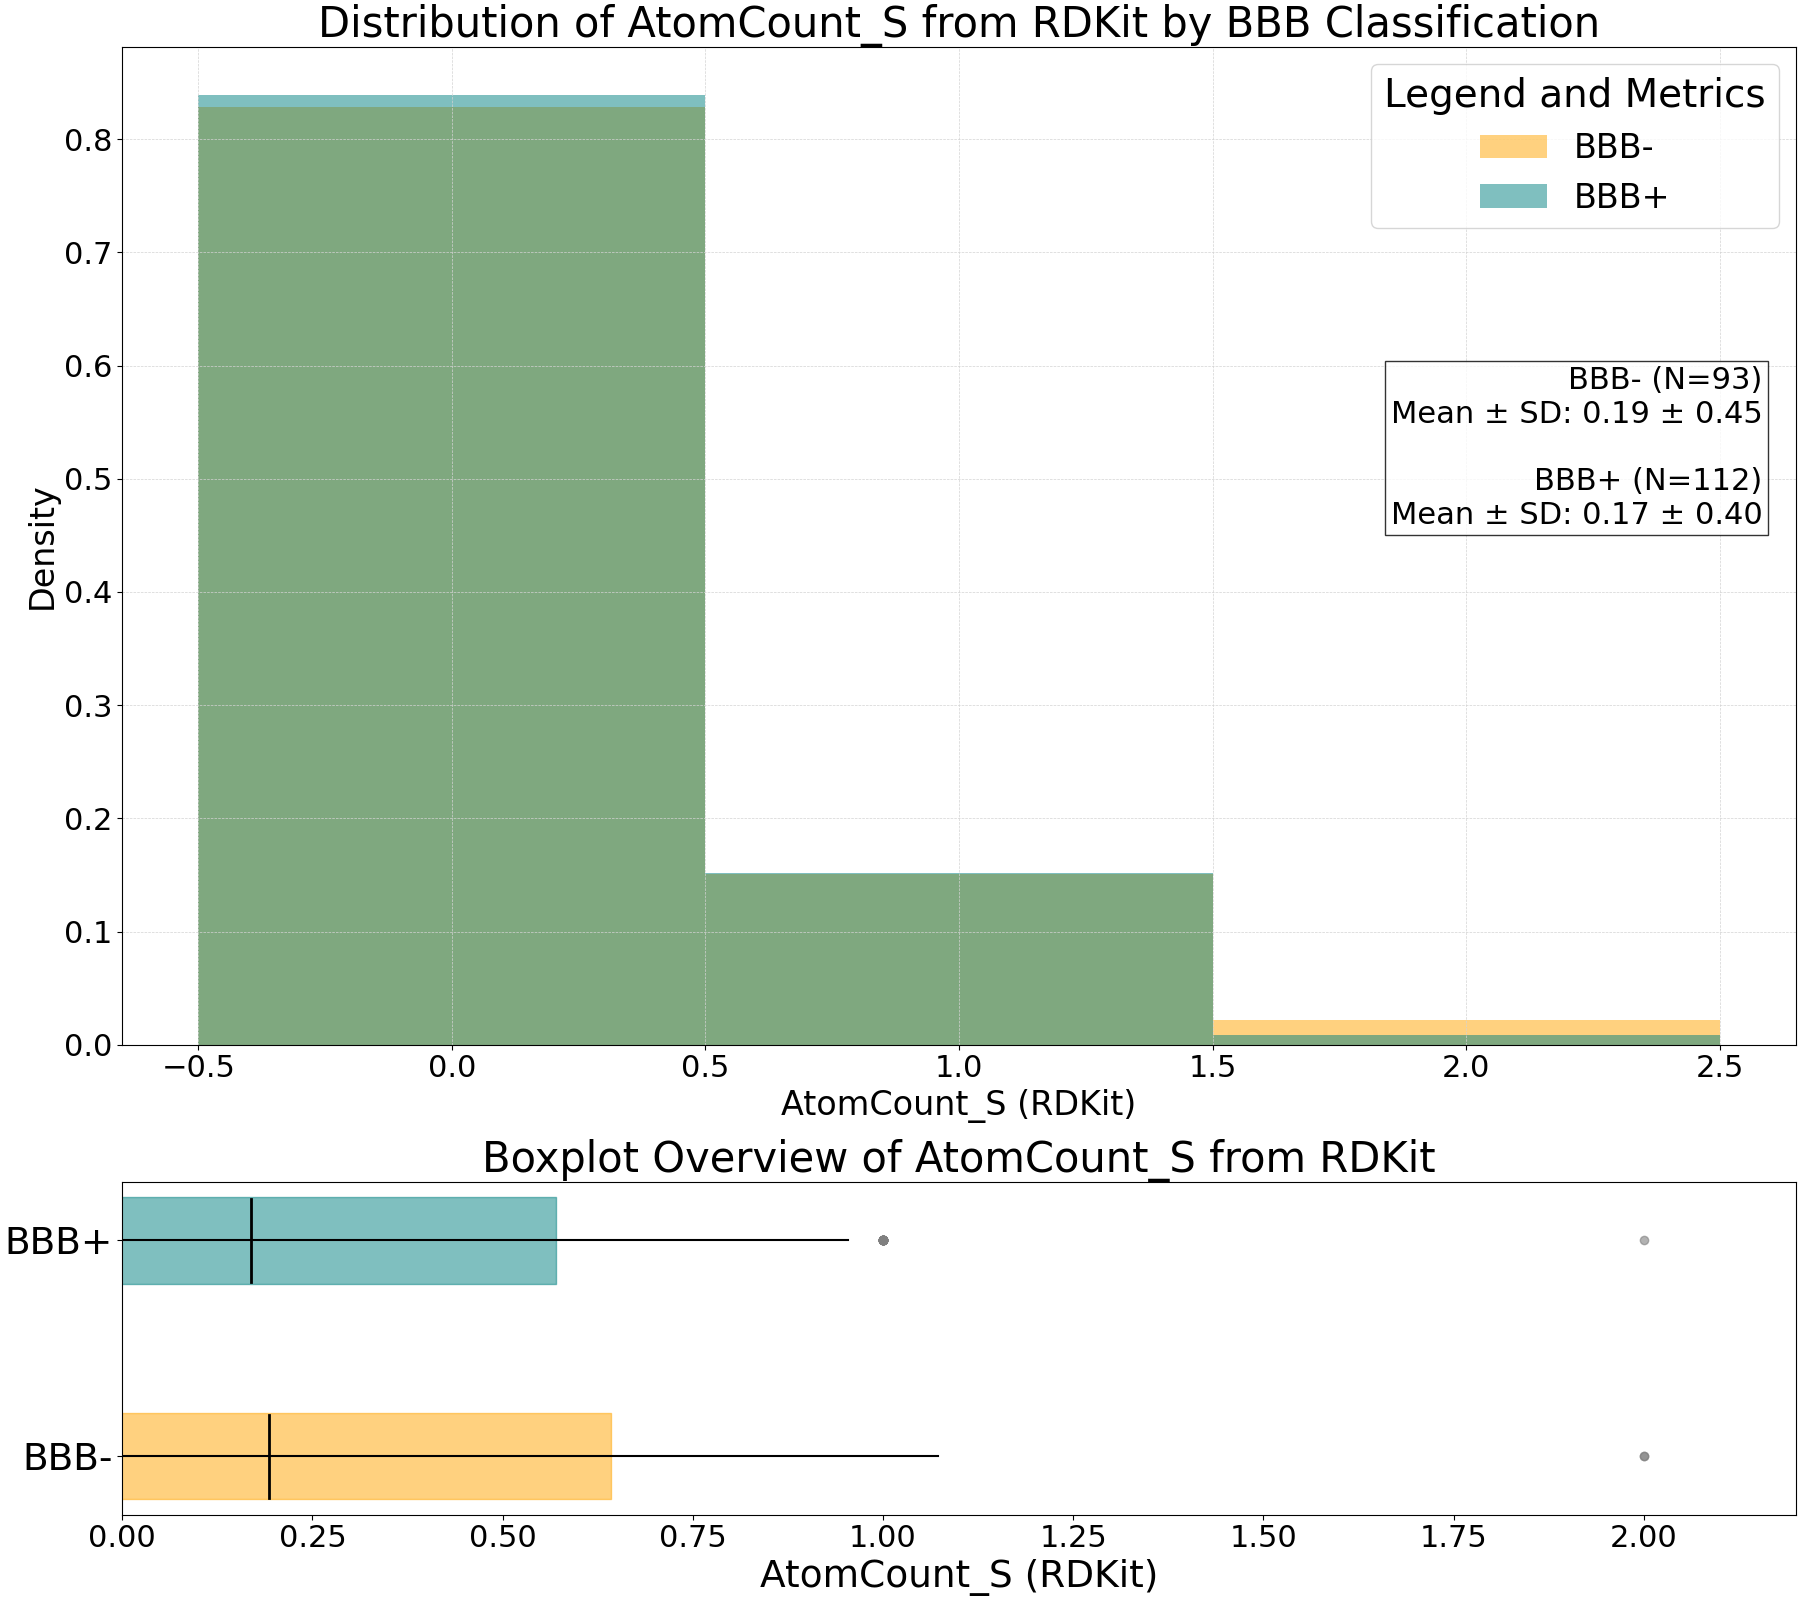 Distribution of AtomCount_S from RDKit by BBB Classification
Legend and Metrics
BBB-
BBB+
BBB- (N=93)
Mean ± SD: 0.19 ± 0.45
BBB+ (N=112)
Mean ± SD: 0.17 ± 0.40
Density
0.8
0.7
0.6
0.5
0.4
0.3
0.2
0.1
0.0
−0.5 0.0 0.5 1.0 1.5 2.0 2.5
AtomCount_S (RDKit)
Boxplot Overview of AtomCount_S from RDKit
BBB+
BBB-
0.00 0.25 0.50 0.75 1.00 1.25 1.50 1.75 2.00
AtomCount_S (RDKit)